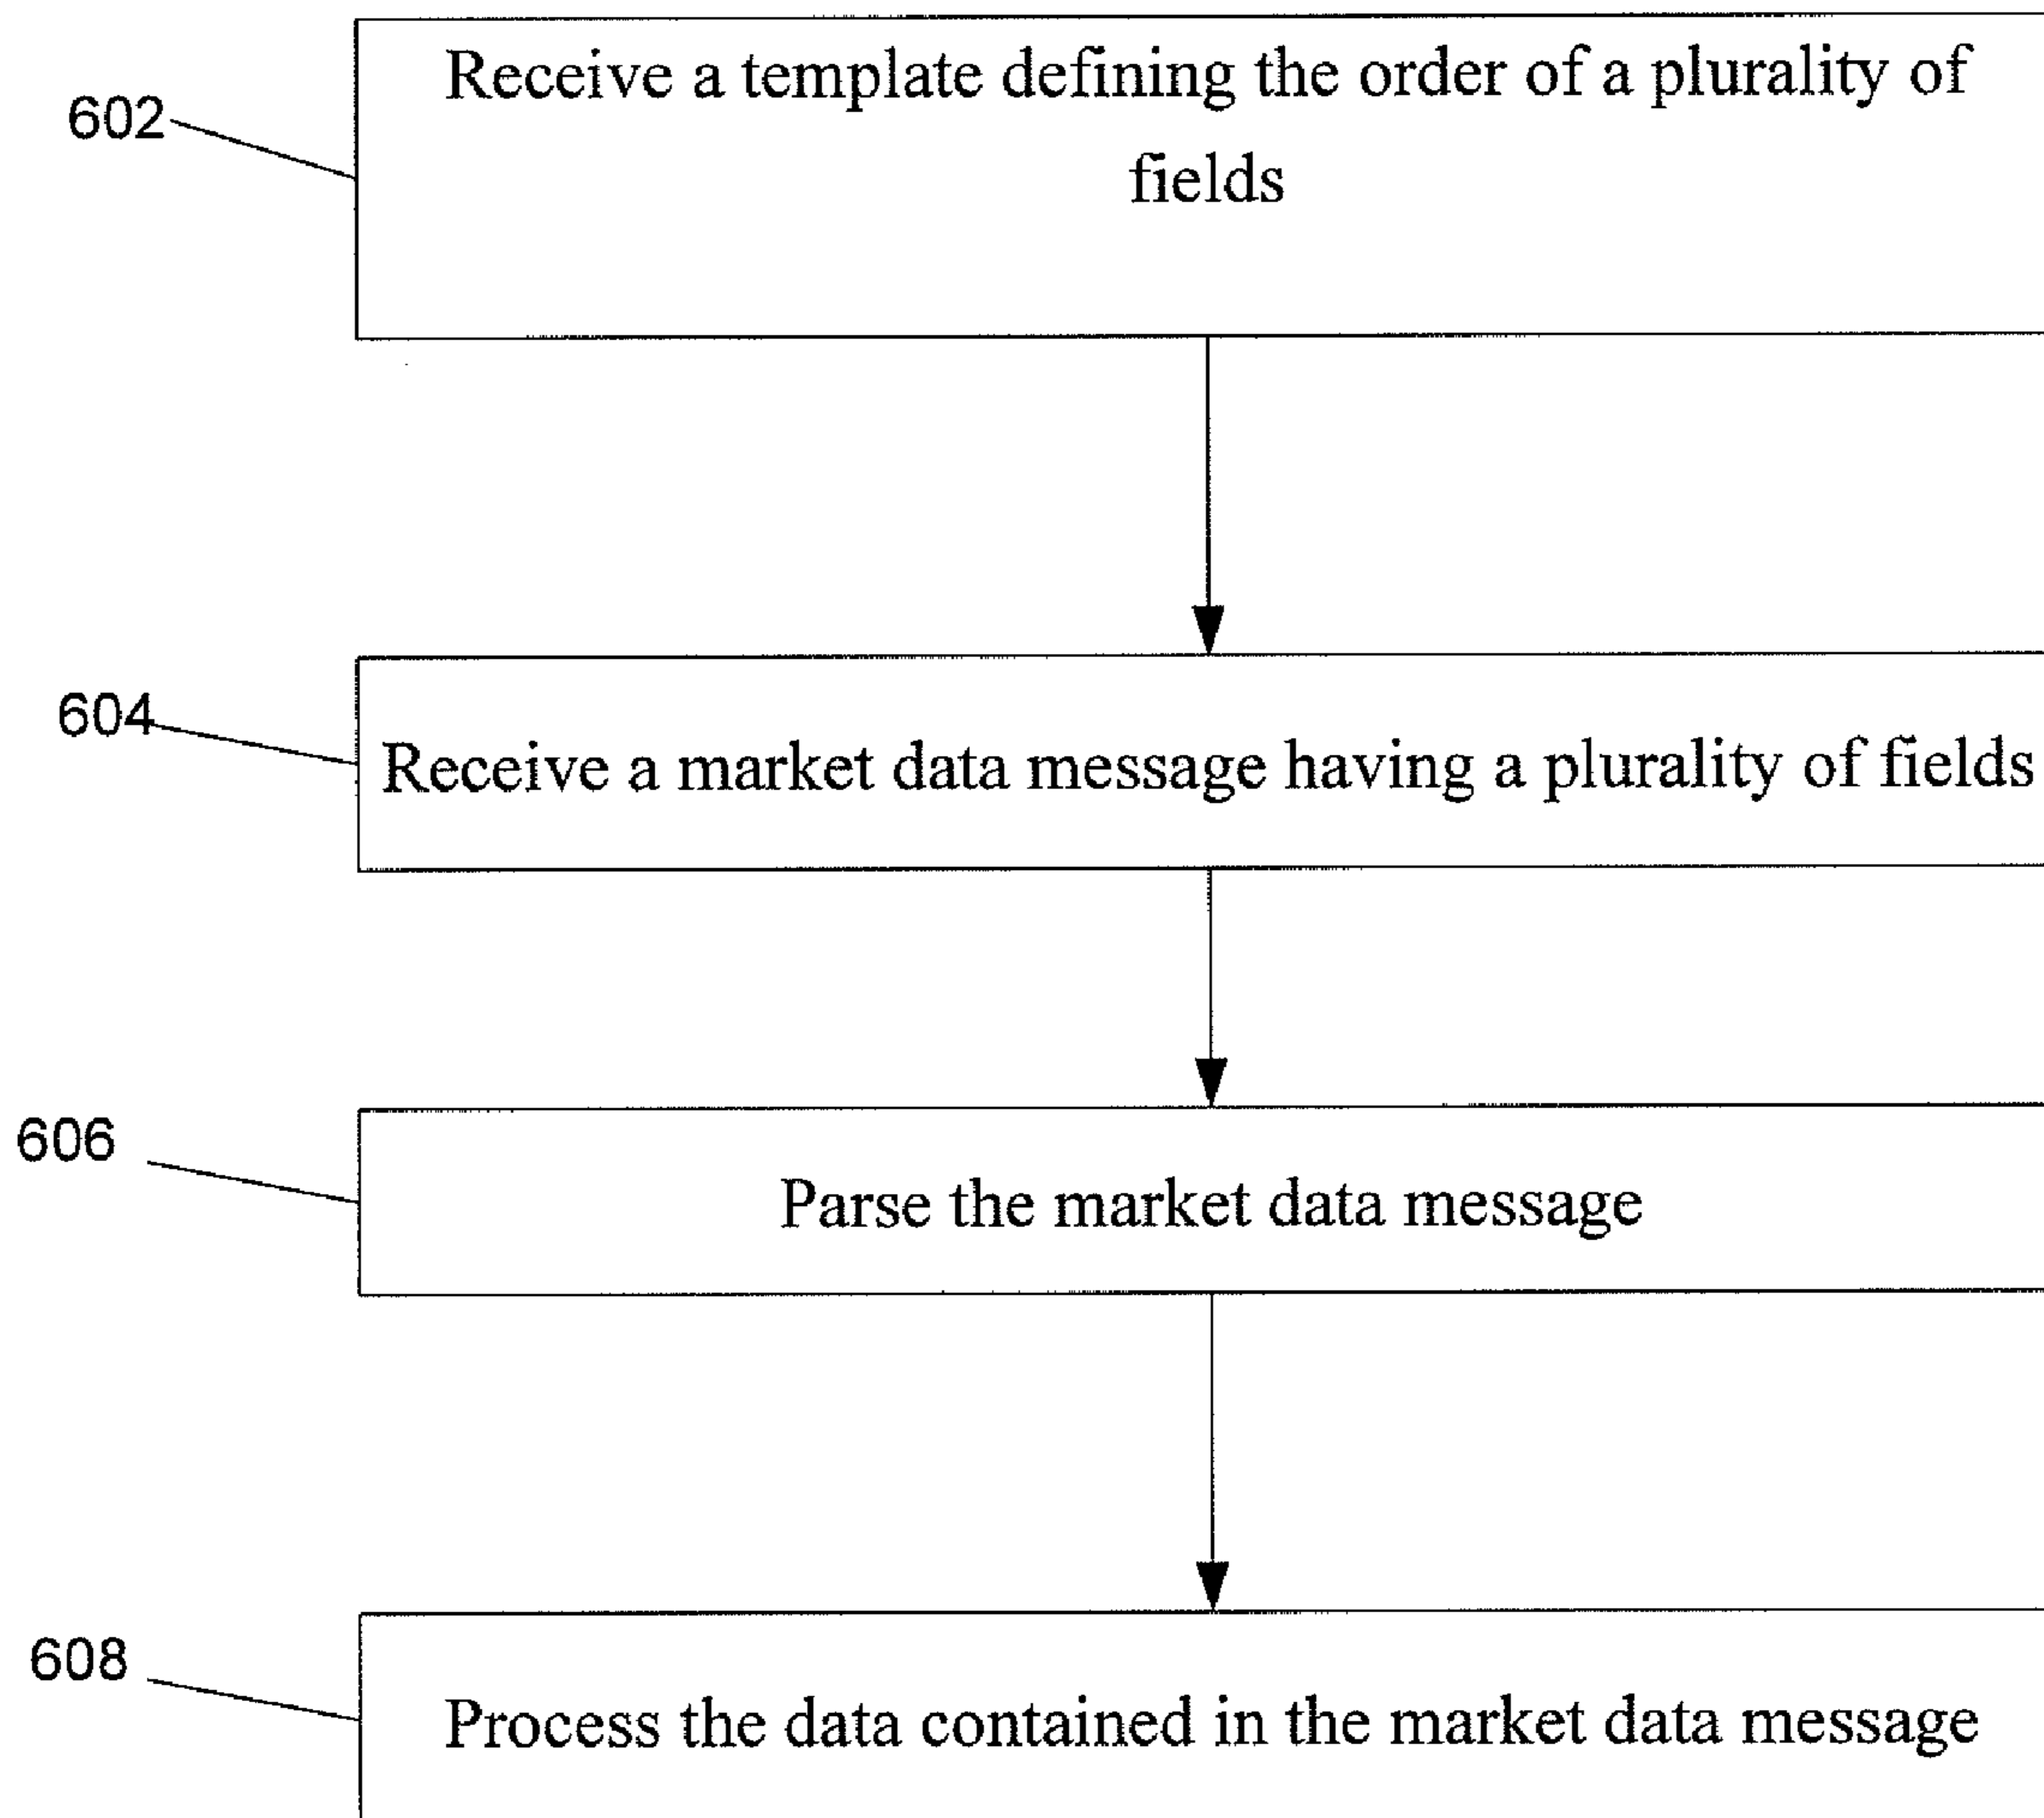 602
Receive a template defining the order of a plurality of
fields
604
Receive a market data message having a plurality of fields
606
Parse the market data message
608
Process the data contained in the market data message